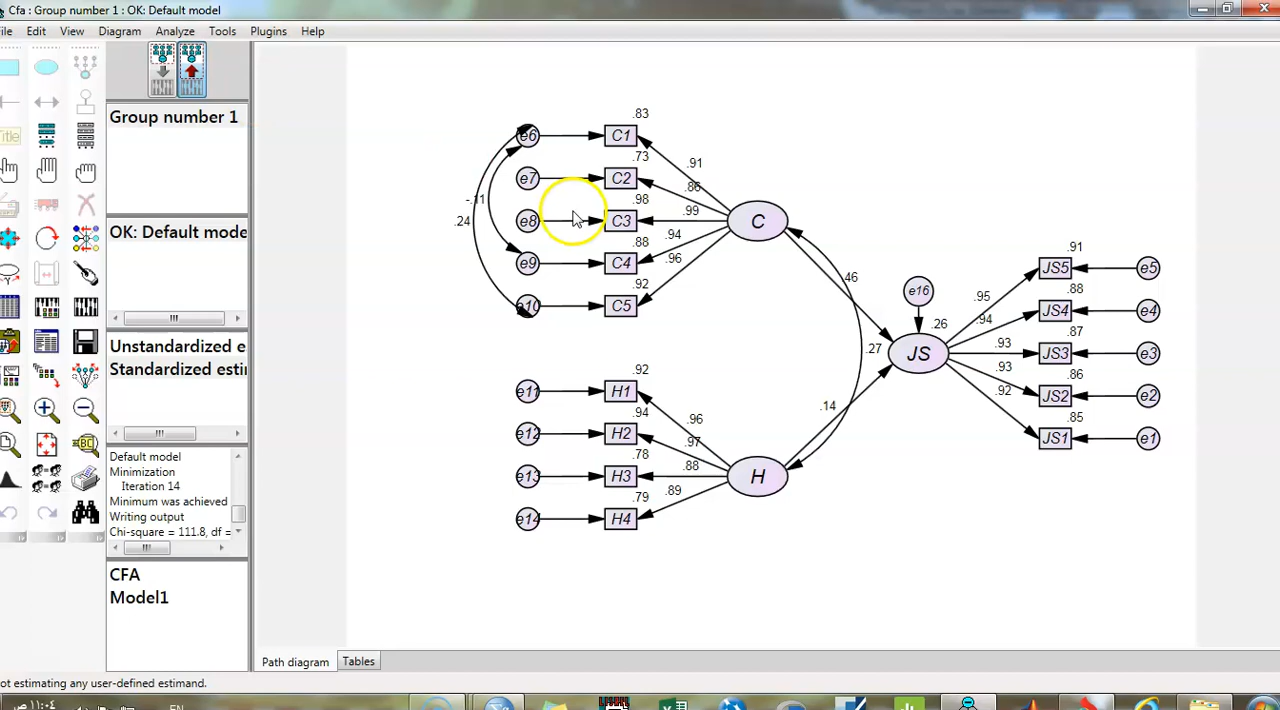 Cfa : Group number 1 : OK: Default model
ile Edit View Diagram Analyze Tools Plugins Help
Title
Group number 1
OK: Default mode
Unstandardized e
Standardized estir
Default model
Minimization
Iteration 14
Minimum was achieved
Writing output
Chi-square = 111.8, df =
CFA
Model1
.83
e6 C1
.91
.73
e7 C2
.86
.98
e8 C3
.99
.88
e9 C4
.94
.92
e10 C5
.96
-.11
.24
C
.46
.27
.14
.92
e11 H1
.96
.94
e12 H2
.97
.78
e13 H3
.88
.79
e14 H4
.89
H
e16
.26
JS
.91
.95 JS5 e5
.88
.94 JS4 e4
.87
.93 JS3 e3
.86
.93 JS2 e2
.85
.92 JS1 e1
Path diagram Tables
ot estimating any user-defined estimand.
EN